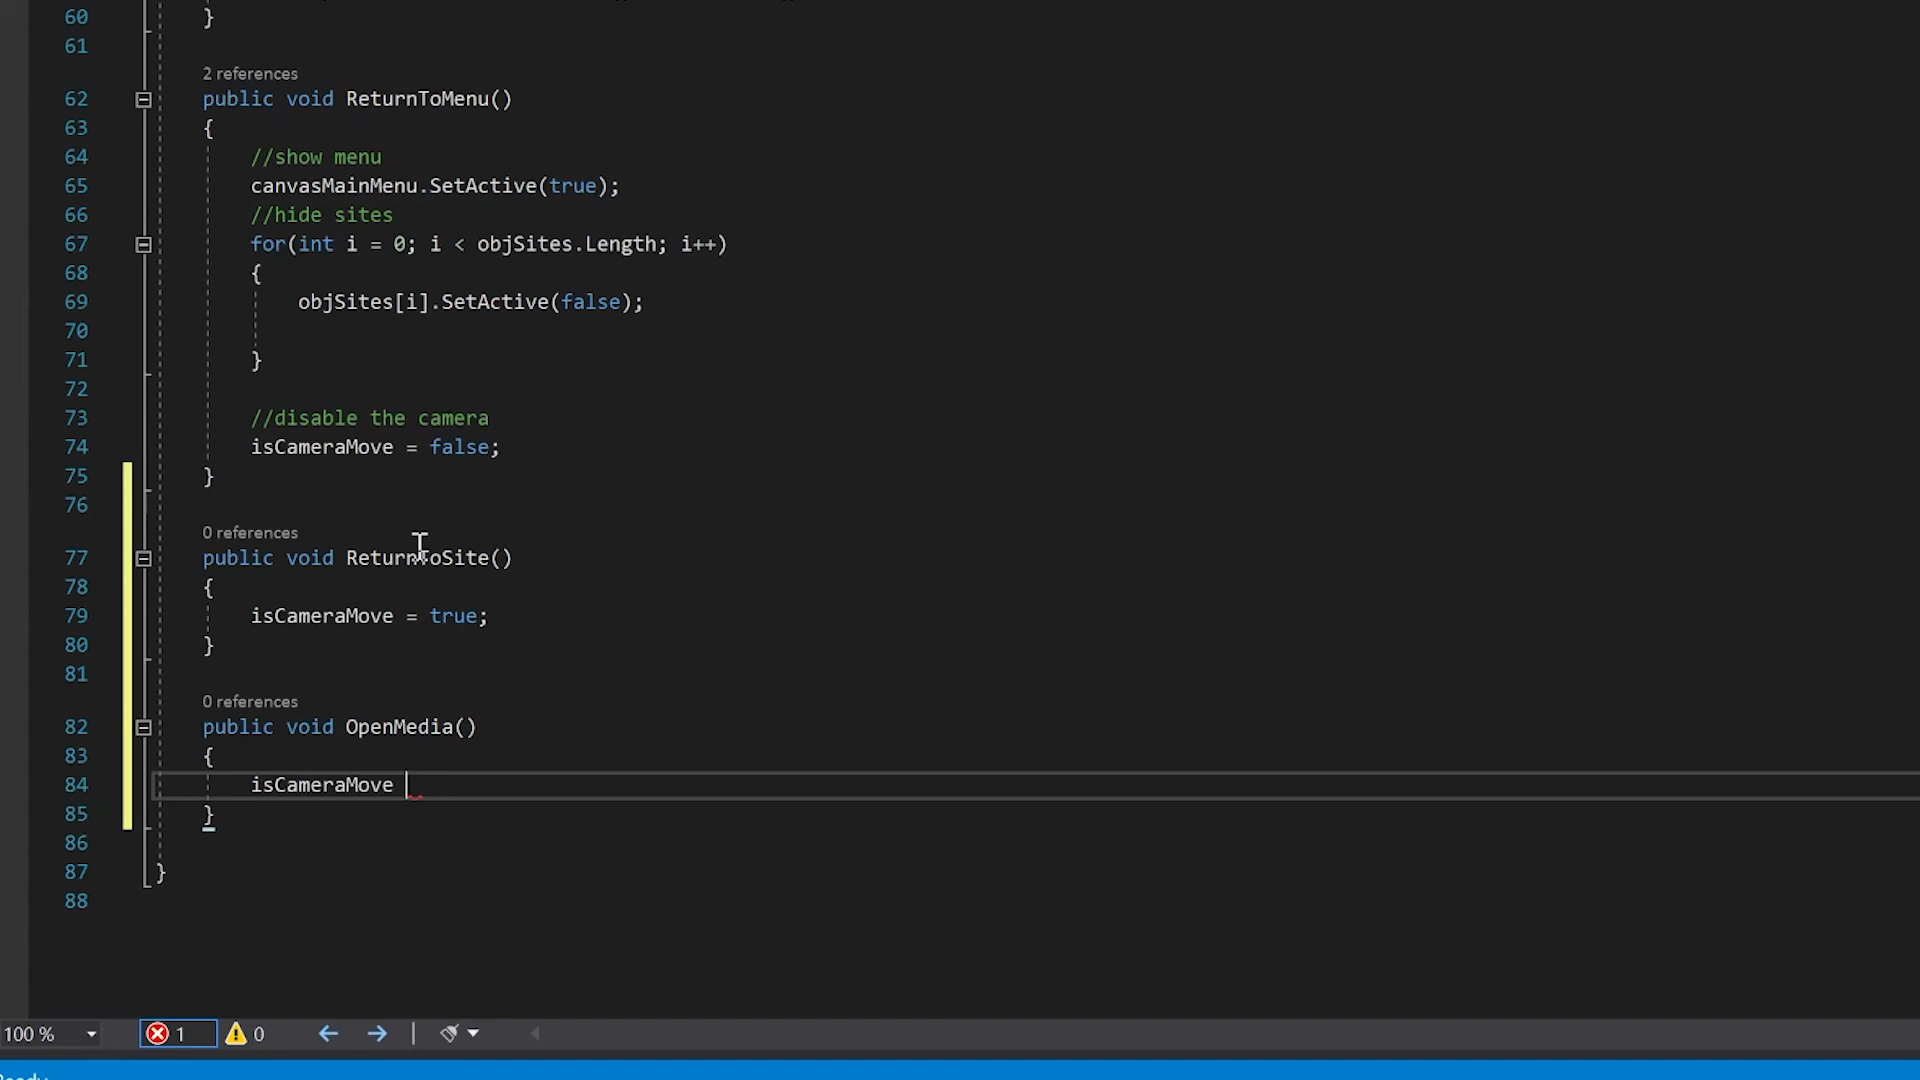 60 }
61
2 references
62 public void ReturnToMenu()
63 {
64 //show menu
65 canvasMainMenu.SetActive(true);
66 //hide sites
67 for(int i = 0; i < objSites.Length; i++)
68 {
69 objSites[i].SetActive(false);
70
71 }
72
73 //disable the camera
74 isCameraMove = false;
75 }
76
0 references
77 public void ReturnToSite()
78 {
79 isCameraMove = true;
80 }
81
0 references
82 public void OpenMedia()
83 {
84 isCameraMove
85 }
86
87 }
88
100 % 1 0
Ready